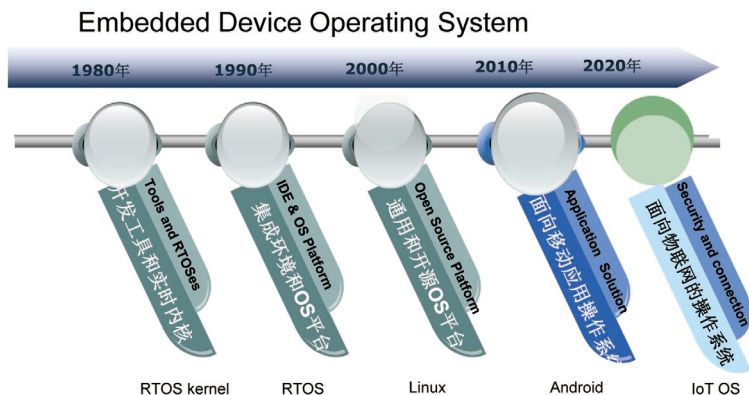 Embedded Device Operating System
1980年
1990年
2000年
2010年
2020年
Tools and RTOSes
开发工具和实时内核
IDE & OS Platform
集成环境和OS平台
Open Source Platform
通用和开源OS平台
Application Solution
面向移动应用操作系统
Security and connection
面向物联网的操作系统
RTOS kernel
RTOS
Linux
Android
IoT OS